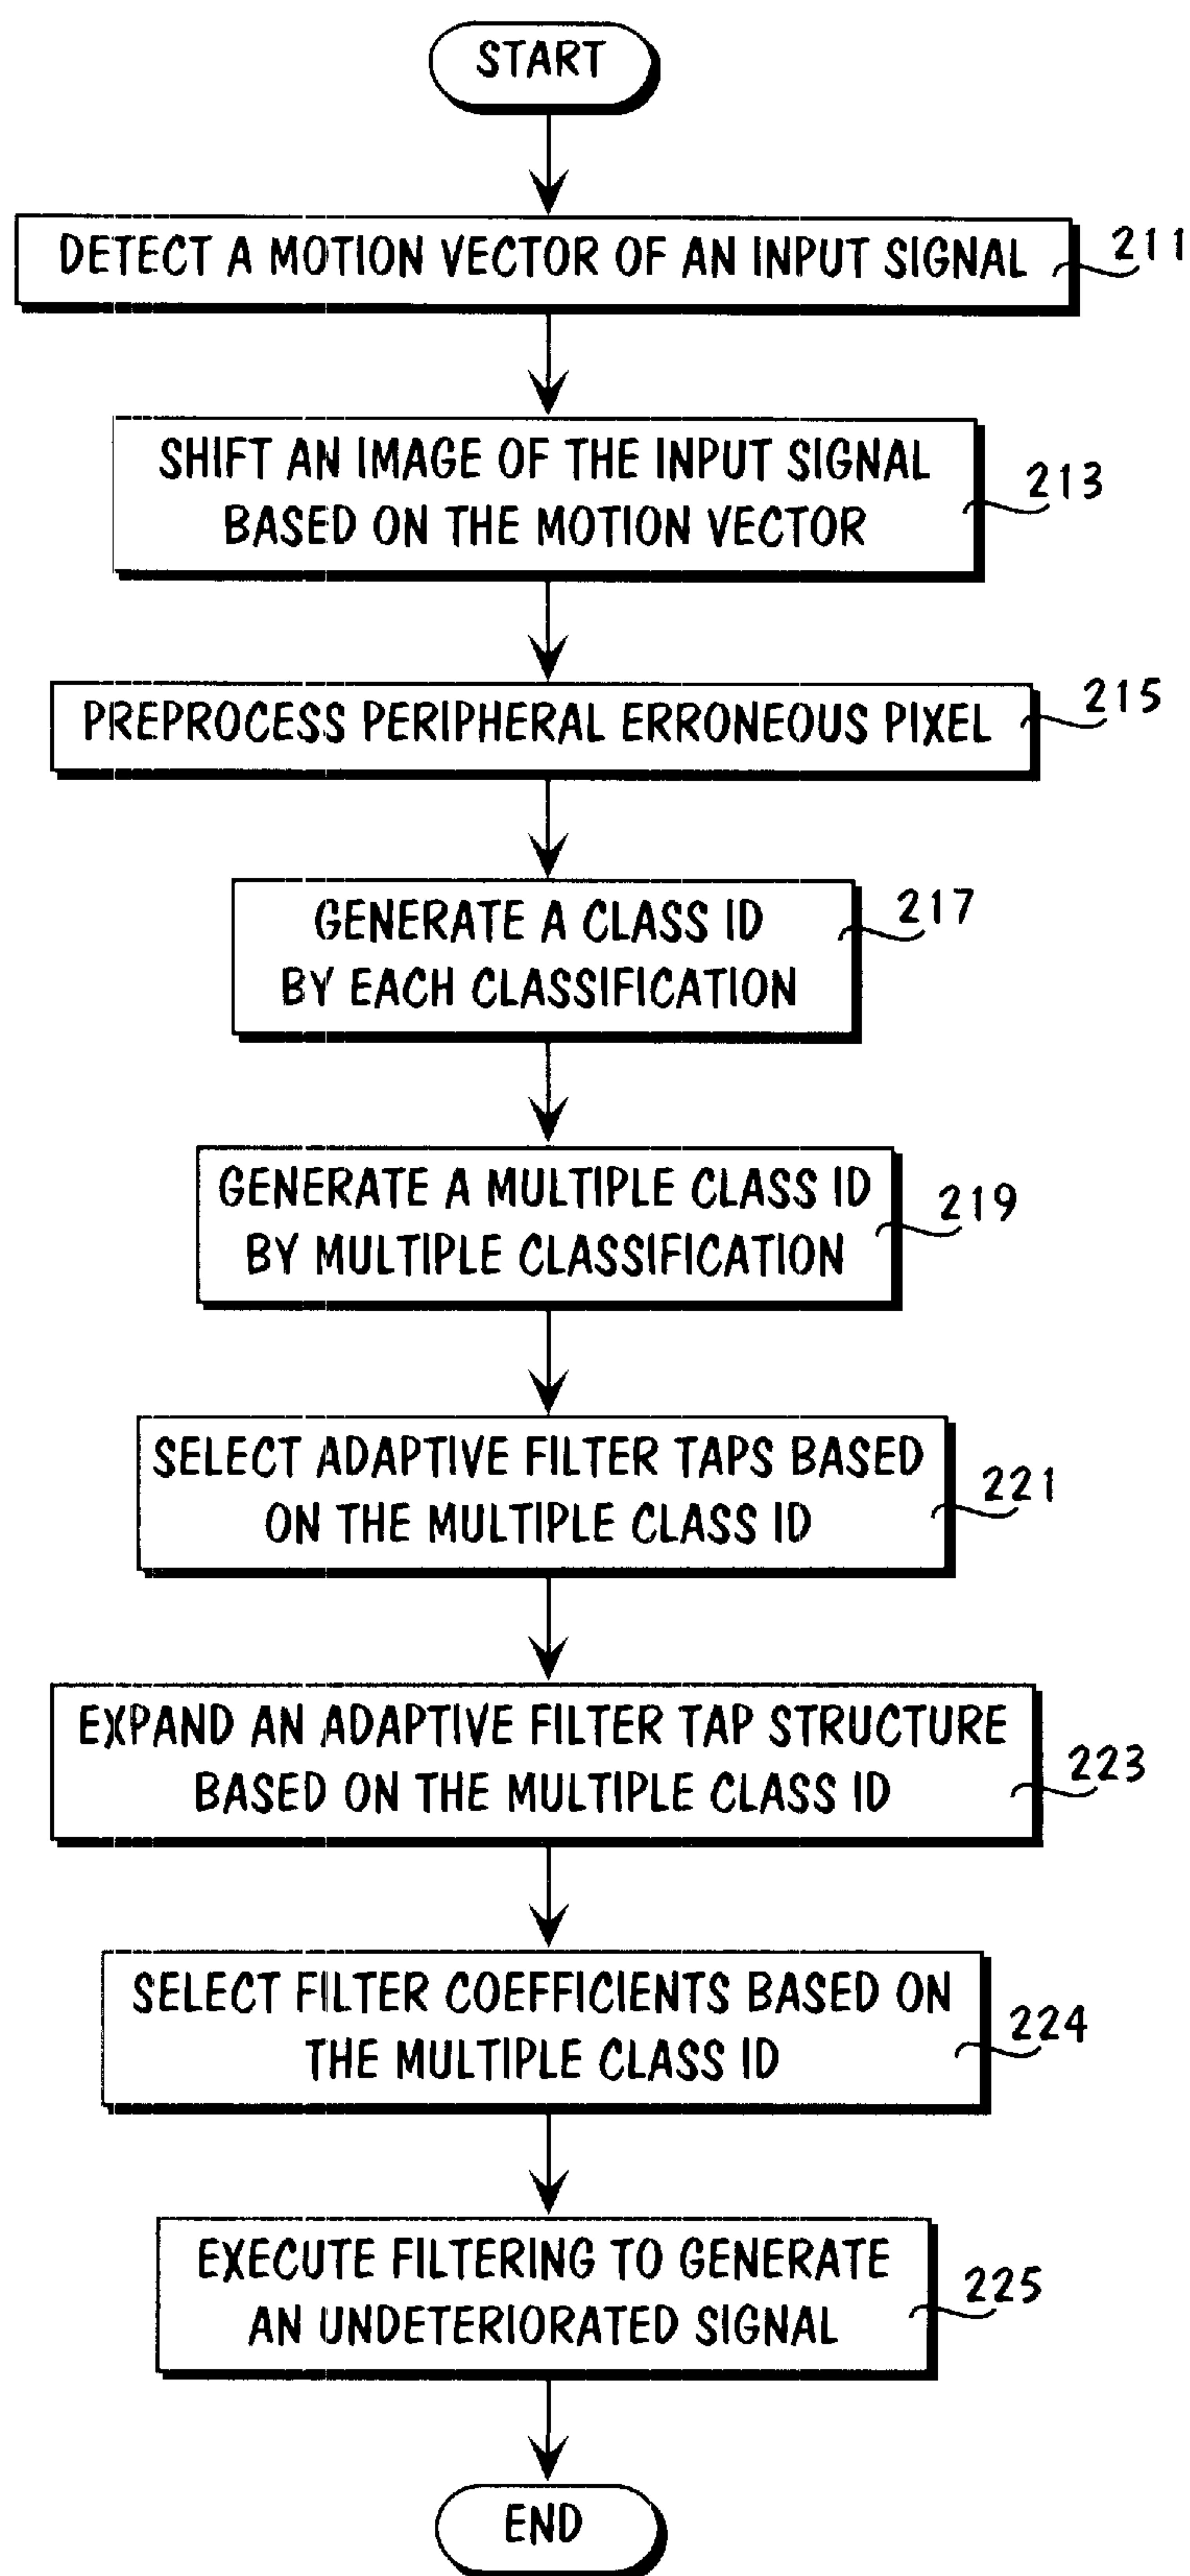 START
DETECT A MOTION VECTOR OF AN INPUT SIGNAL
211
SHIFT AN IMAGE OF THE INPUT SIGNAL
BASED ON THE MOTION VECTOR
213
PREPROCESS PERIPHERAL ERRONEOUS PIXEL
215
GENERATE A CLASS ID
BY EACH CLASSIFICATION
217
GENERATE A MULTIPLE CLASS ID
BY MULTIPLE CLASSIFICATION
219
SELECT ADAPTIVE FILTER TAPS BASED
ON THE MULTIPLE CLASS ID
221
EXPAND AN ADAPTIVE FILTER TAP STRUCTURE
BASED ON THE MULTIPLE CLASS ID
223
SELECT FILTER COEFFICIENTS BASED ON
THE MULTIPLE CLASS ID
224
EXECUTE FILTERING TO GENERATE
AN UNDETERIORATED SIGNAL
225
END